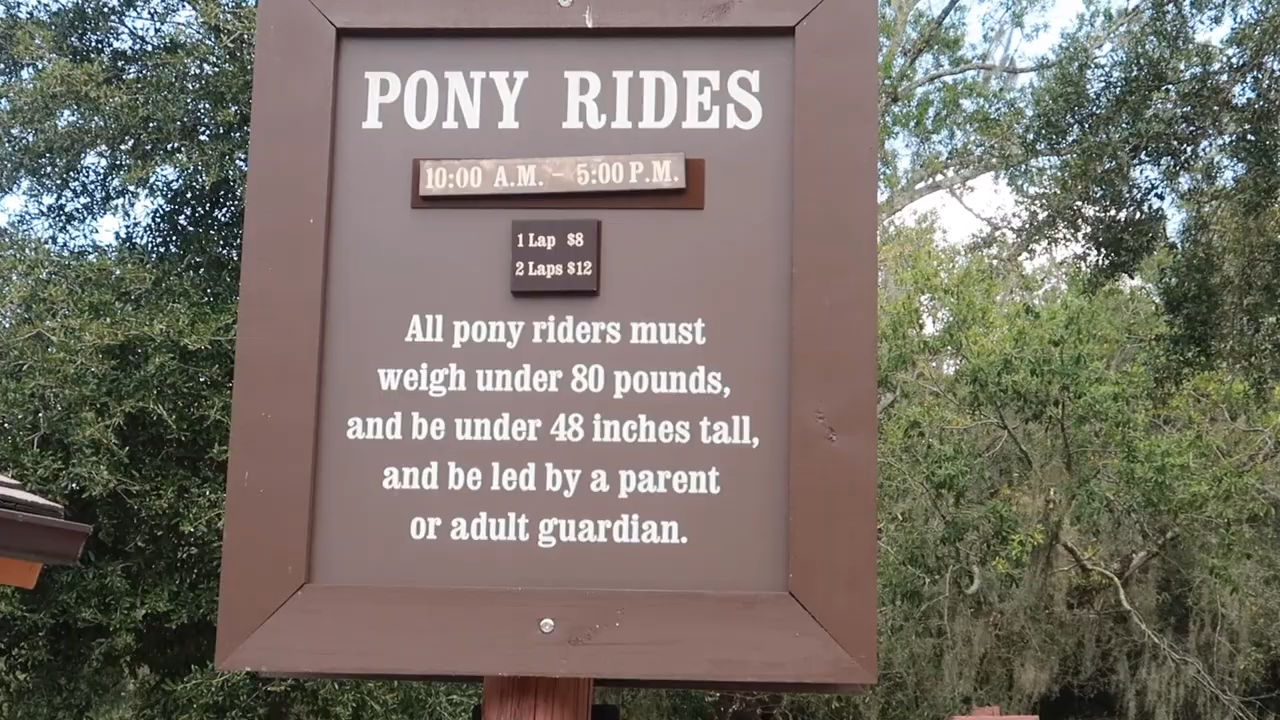 PONY RIDES
10:00 A.M. - 5:00 P.M.
1 Lap $8
2 Laps $12
All pony riders must
weigh under 80 pounds,
and be under 48 inches tall,
and be led by a parent
or adult guardian.